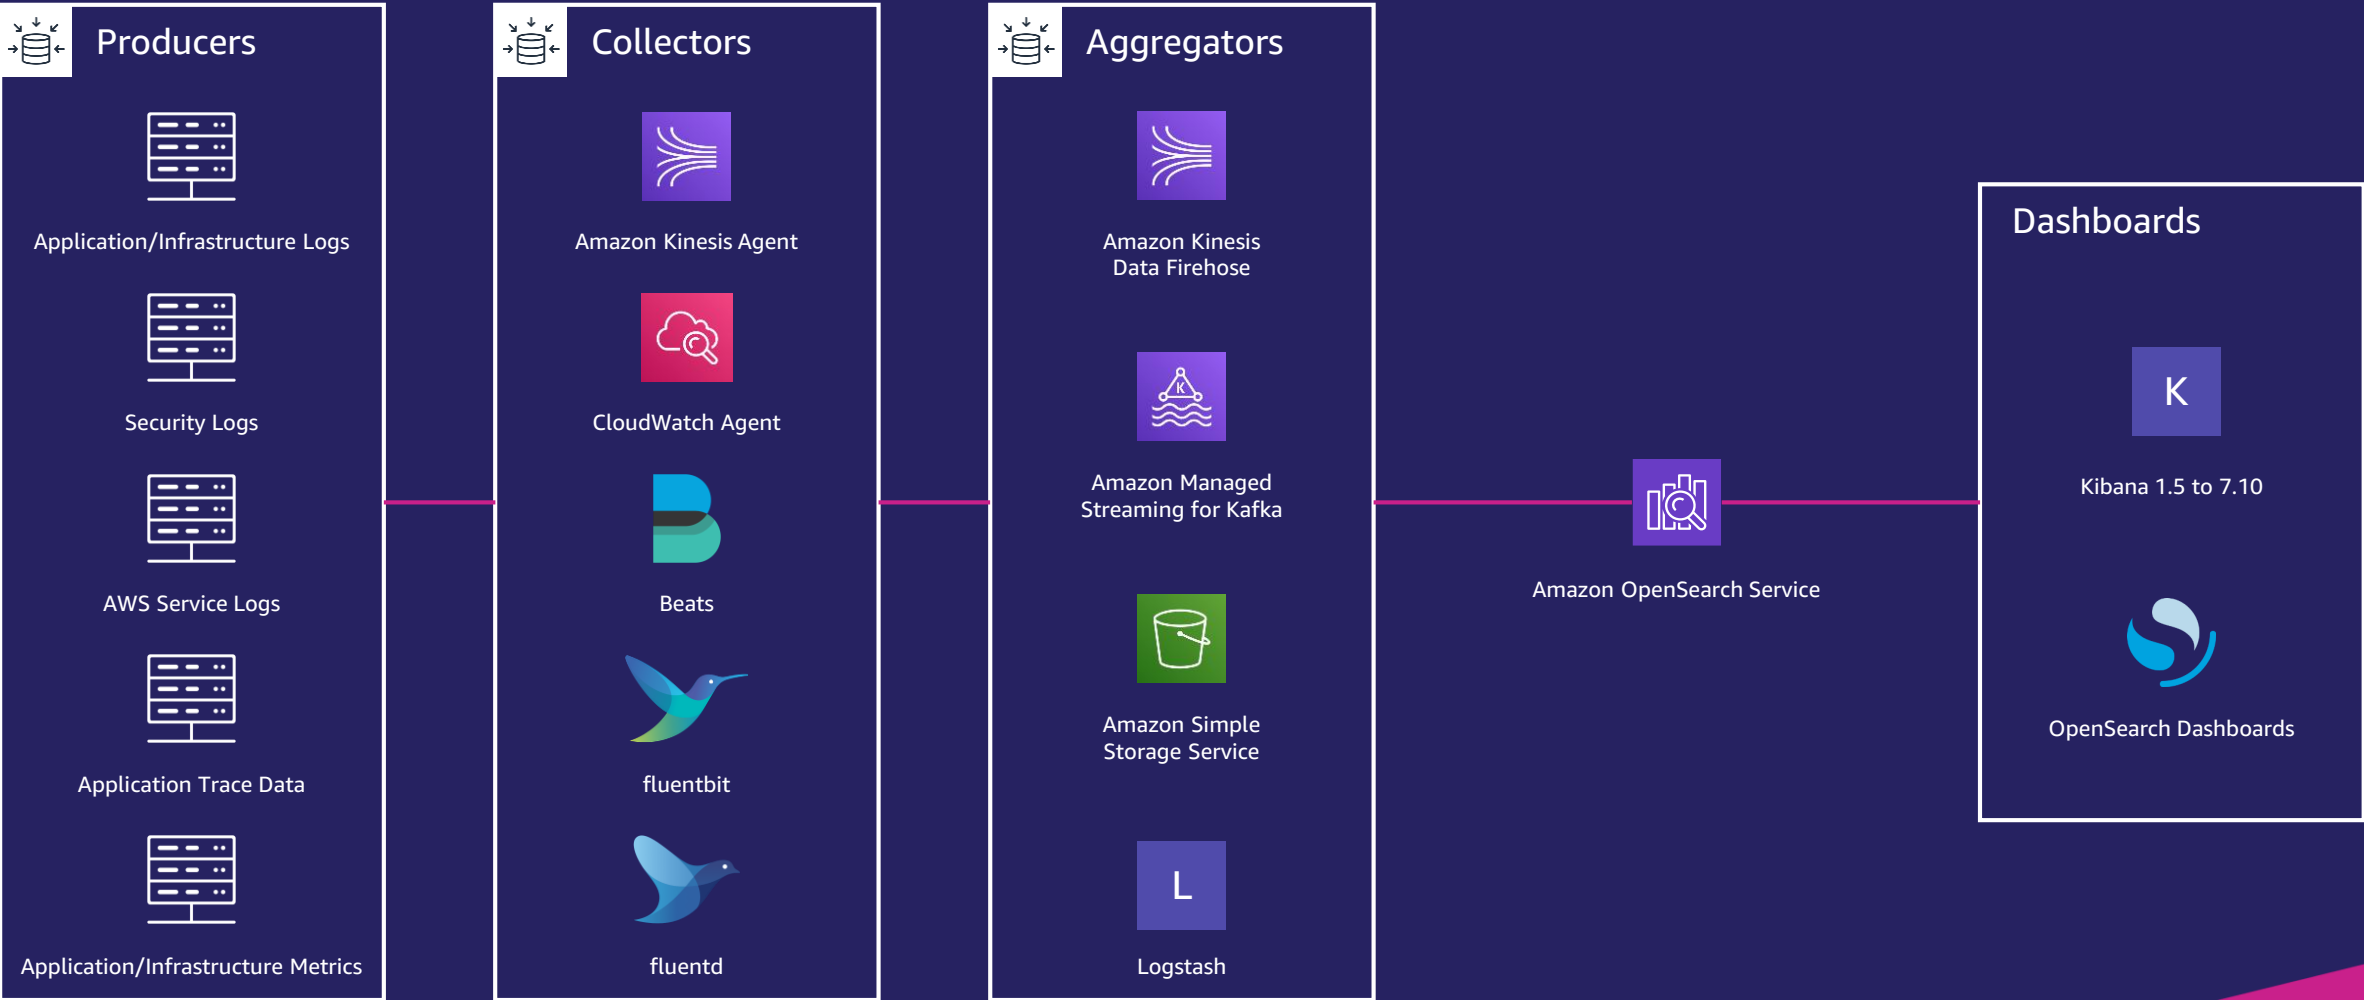 Producers
Application/Infrastructure Logs
Security Logs
AWS Service Logs
Application Trace Data
Application/Infrastructure Metrics
Collectors
Amazon Kinesis Agent
CloudWatch Agent
Beats
fluentbit
fluentd
Aggregators
Amazon Kinesis
Data Firehose
K
Amazon Managed
Streaming for Kafka
Amazon Simple
Storage Service
L
Logstash
Amazon OpenSearch Service
Dashboards
K
Kibana 1.5 to 7.10
OpenSearch Dashboards